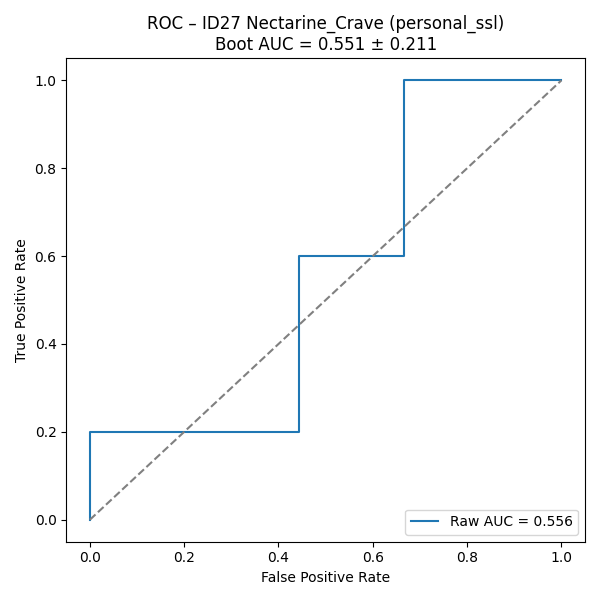 ROC – ID27 Nectarine_Crave (personal_ssl)
Boot AUC = 0.551 ± 0.211
True Positive Rate
1.0
0.8
0.6
0.4
0.2
0.0
Raw AUC = 0.556
0.0 0.2 0.4 0.6 0.8 1.0
False Positive Rate